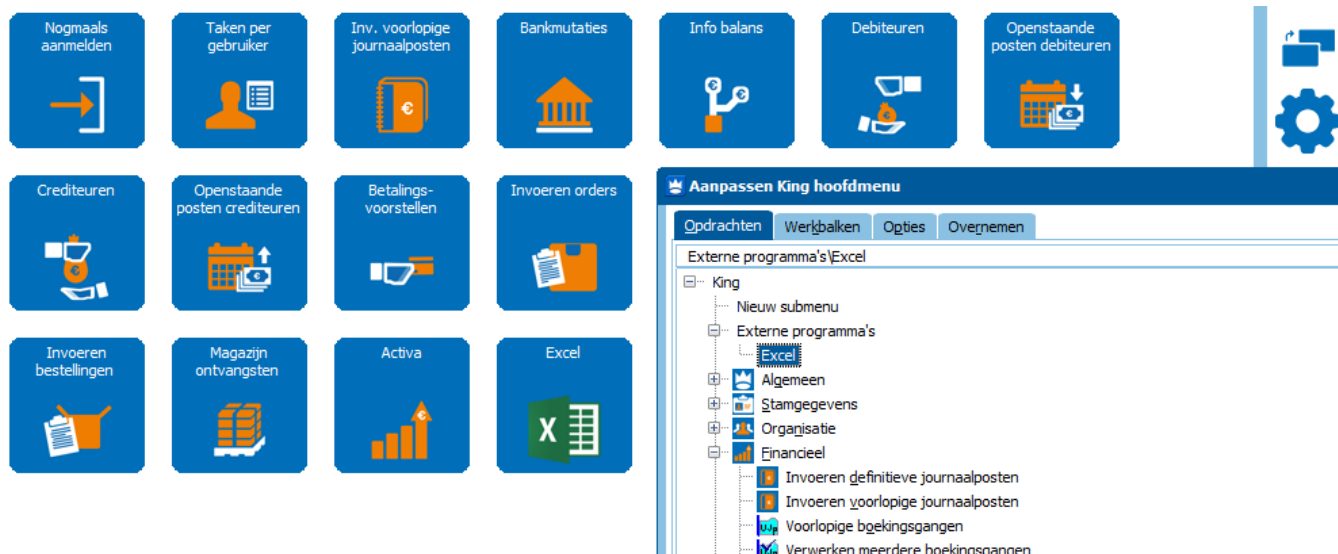 Nogmaals
aanmelden
Taken per
gebruiker
Inv. voorlopige
journaalposten
Bankmutaties
Info balans
Debiteuren
Openstaande
posten debiteuren
Crediteuren
Openstaande
posten crediteuren
Betalings-
voorstellen
Invoeren orders
Invoeren
bestellingen
Magazijn
ontvangsten
Activa
Excel
Aanpassen King hoofdmenu
Opdrachten
Werkbalken
Opties
Overnemen
Externe programma's\Excel
King
Nieuw submenu
Externe programma's
Excel
Algemeen
Stamgegevens
Organisatie
Financieel
Invoeren definitieve journaalposten
Invoeren voorlopige journaalposten
Voorlopige boekingsgangen
Verwerken meerdere boekingsgangen